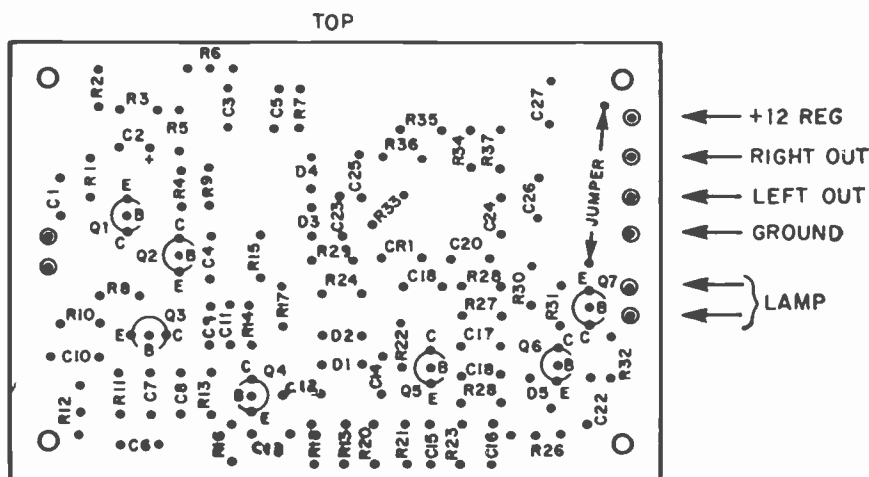 TOP
R6
R2
R3
C3
C5
R7
C27
+12 REG
R5
C2
+
R35
R36
R34
R37
RIGHT OUT
R1
R4
R9
D4
C25
C1
E
B
C
Q1
D3
C23
R33
C24
C26
JUMPER
LEFT OUT
C
B
E
Q2
C4
R15
R29
CR1
C20
GROUND
R8
R24
C18
R28
R30
E
B
C
Q7
R10
R17
R27
R31
LAMP
Q3
E
B
C
C9
C11
R14
D2
R22
C17
C10
D1
C14
C
B
E
Q5
C18
Q6
C
B
E
R32
R12
R11
C7
C8
R13
Q4
C
B
E
C12
R28
D5
C22
C6
R16
R18
R13
R20
R21
C15
R23
C16
R26